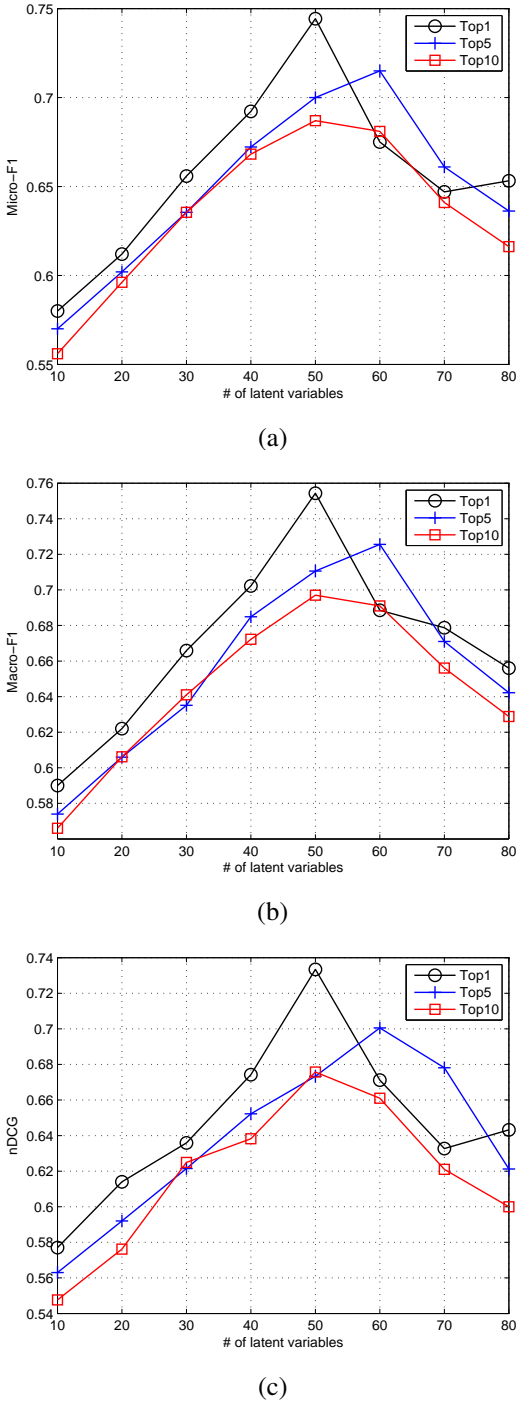 0.75
0.7
0.65
0.6
0.55
Micro-F1
Top1
Top5
Top10
10 20 30 40 50 60 70 80
# of latent variables
(a)
0.76
0.74
0.72
0.7
0.68
0.66
0.64
0.62
0.6
0.58
Macro-F1
Top1
Top5
Top10
10 20 30 40 50 60 70 80
# of latent variables
(b)
0.74
0.72
0.7
0.68
0.66
0.64
0.62
0.6
0.58
0.56
0.54
nDCG
Top1
Top5
Top10
10 20 30 40 50 60 70 80
# of latent variables
(c)